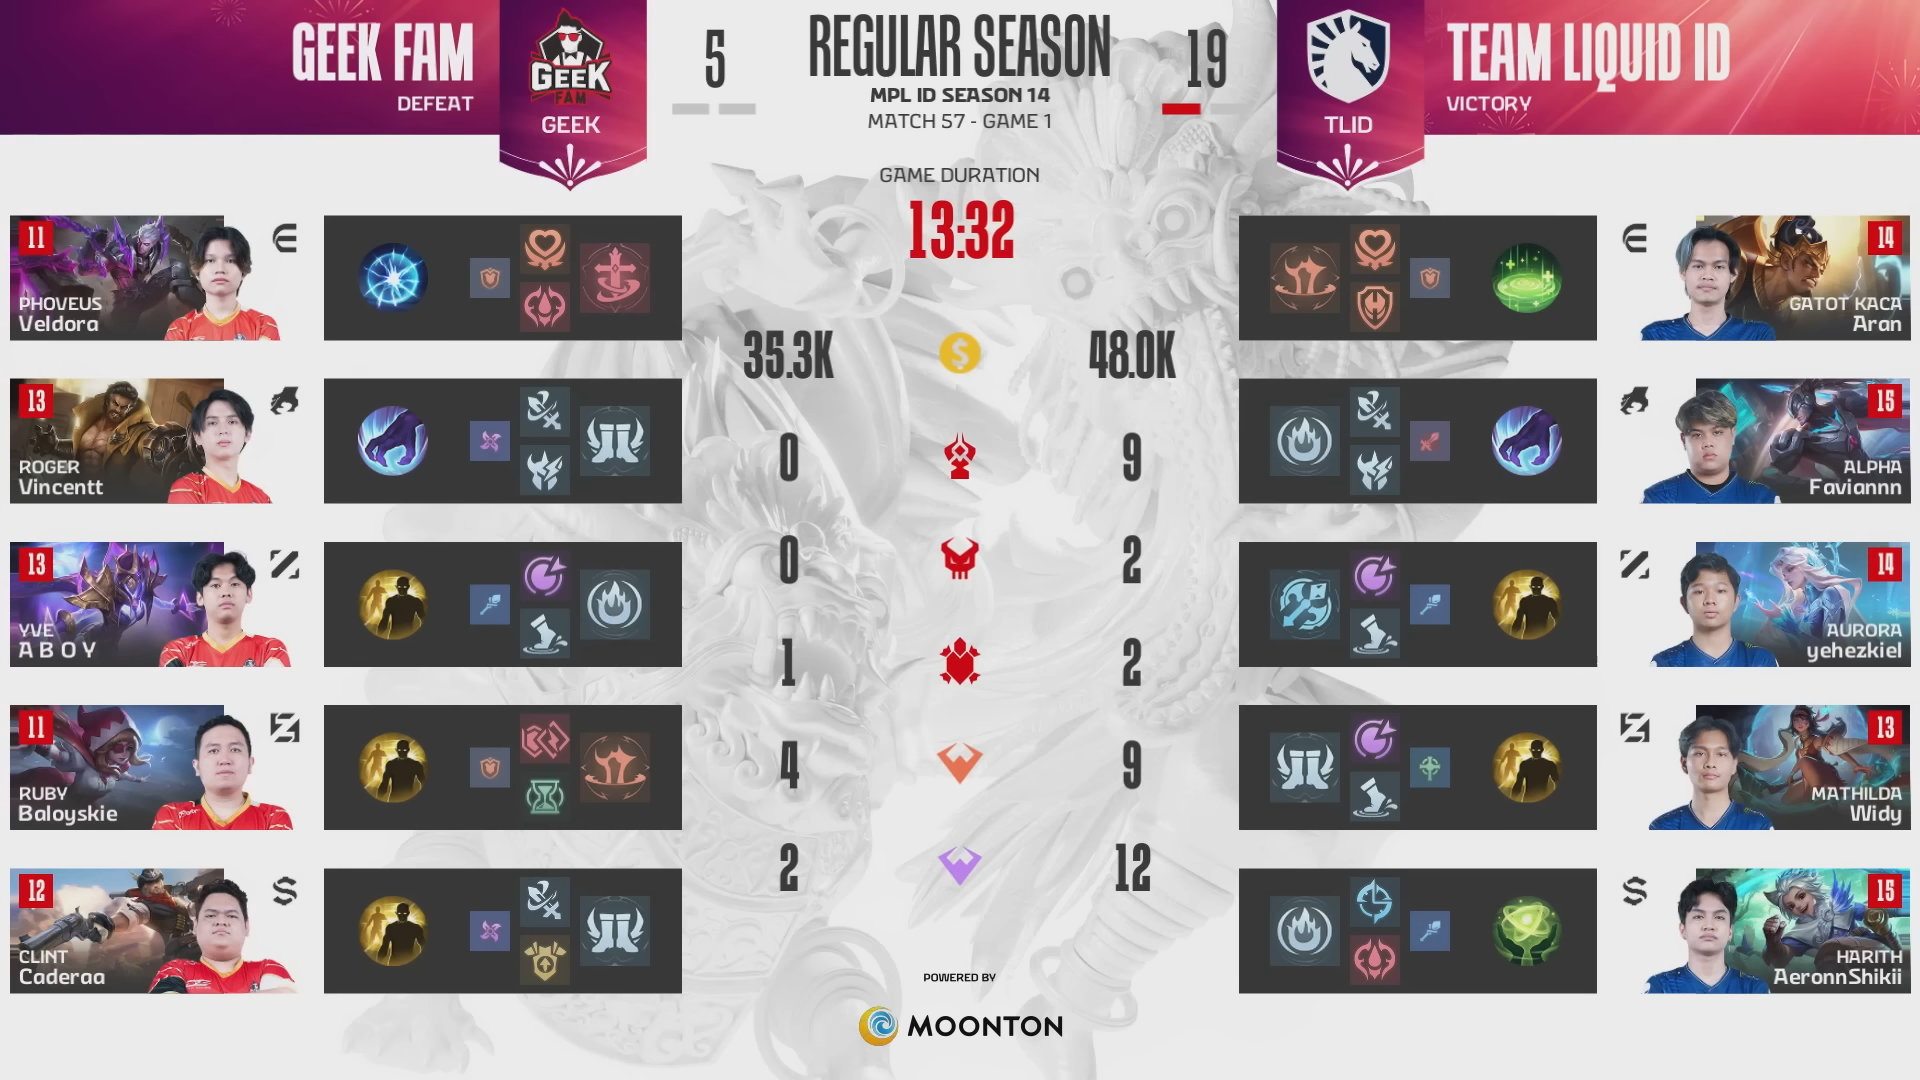 GEEK FAM
DEFEAT
GEEK FAM
GEEK
5
REGULAR SEASON
MPL ID SEASON 14
MATCH 57 - GAME 1
19
TLID
TEAM LIQUID ID
VICTORY
GAME DURATION
13:32
11
PHOVEUS
Veldora
14
GATOT KACA
Aran
35.3K
48.0K
13
ROGER
Vincentt
15
ALPHA
Faviannn
0
9
0
2
13
YVE
A B O Y
14
AURORA
yehezkiel
1
2
11
RUBY
Baloyskie
13
MATHILDA
Widy
4
9
2
12
12
CLINT
Caderaa
15
HARITH
AeronnShikii
POWERED BY
MOONTON